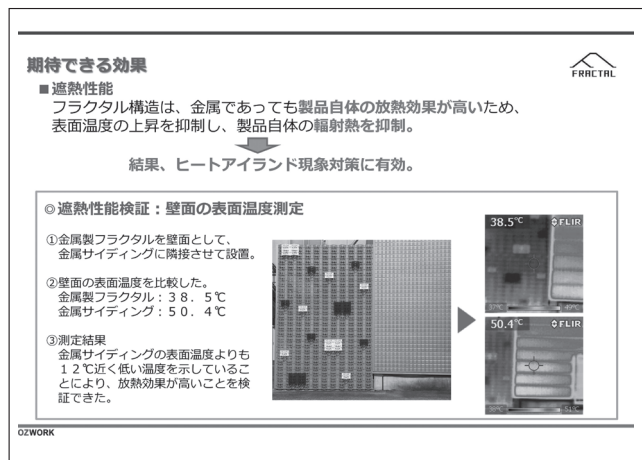 期待できる効果
FRACTAL
■遮熱性能
フラクタル構造は、金属であっても製品自体の放熱効果が高いため、
表面温度の上昇を抑制し、製品自体の輻射熱を抑制。
結果、ヒートアイランド現象対策に有効。
◎遮熱性能検証：壁面の表面温度測定
①金属製フラクタルを壁面として、
金属サイディングに隣接させて設置。
②壁面の表面温度を比較した。
金属製フラクタル：３８．５℃
金属サイディング：５０．４℃
③測定結果
金属サイディングの表面温度よりも
１２℃近く低い温度を示しているこ
とにより、放熱効果が高いことを検
証できた。
38.5℃ FLIR
50.4℃ FLIR
OZWORK